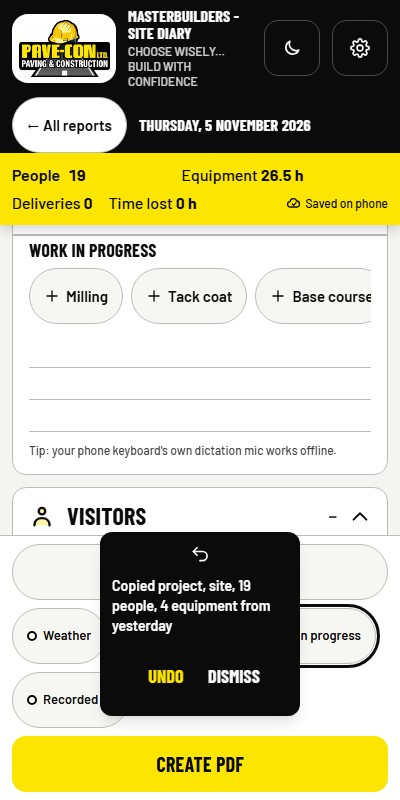 PAVE-CON LTD.
PAVING & CONSTRUCTION
MASTERBUILDERS -
SITE DIARY
CHOOSE WISELY...
BUILD WITH
CONFIDENCE
← All reports
THURSDAY, 5 NOVEMBER 2026
People 19
Equipment 26.5 h
Deliveries 0
Time lost 0 h
Saved on phone
WORK IN PROGRESS
+ Milling
+ Tack coat
+ Base course
Tip: your phone keyboard's own dictation mic works offline.
VISITORS
–
Copied project, site, 19
people, 4 equipment from
yesterday
UNDO
DISMISS
Weather
n progress
Recorded
CREATE PDF